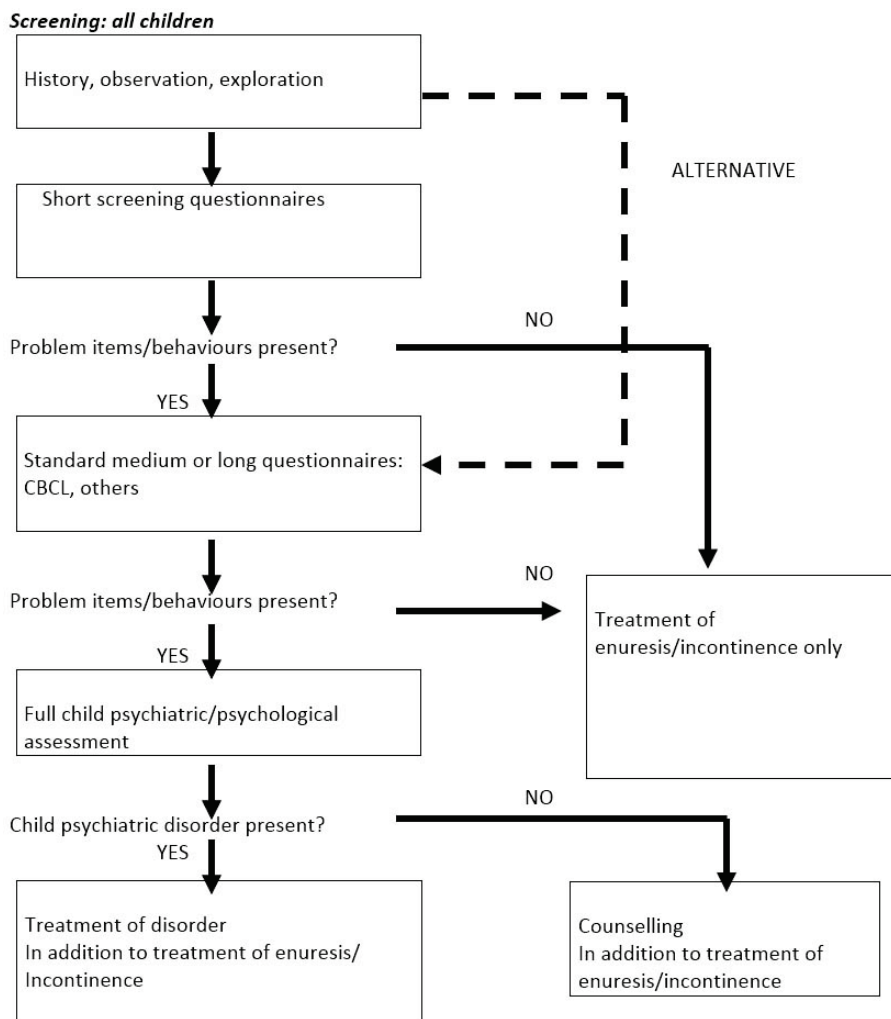 Screening: all children
History, observation, exploration
ALTERNATIVE
Short screening questionnaires
NO
Problem items/behaviours present?
YES
Standard medium or long questionnaires:
CBCL, others
NO
Problem items/behaviours present?
Treatment of
enuresis/incontinence only
YES
Full child psychiatric/psychological
assessment
NO
Child psychiatric disorder present?
YES
Treatment of disorder
In addition to treatment of enuresis/
Incontinence
Counselling
In addition to treatment of
enuresis/incontinence